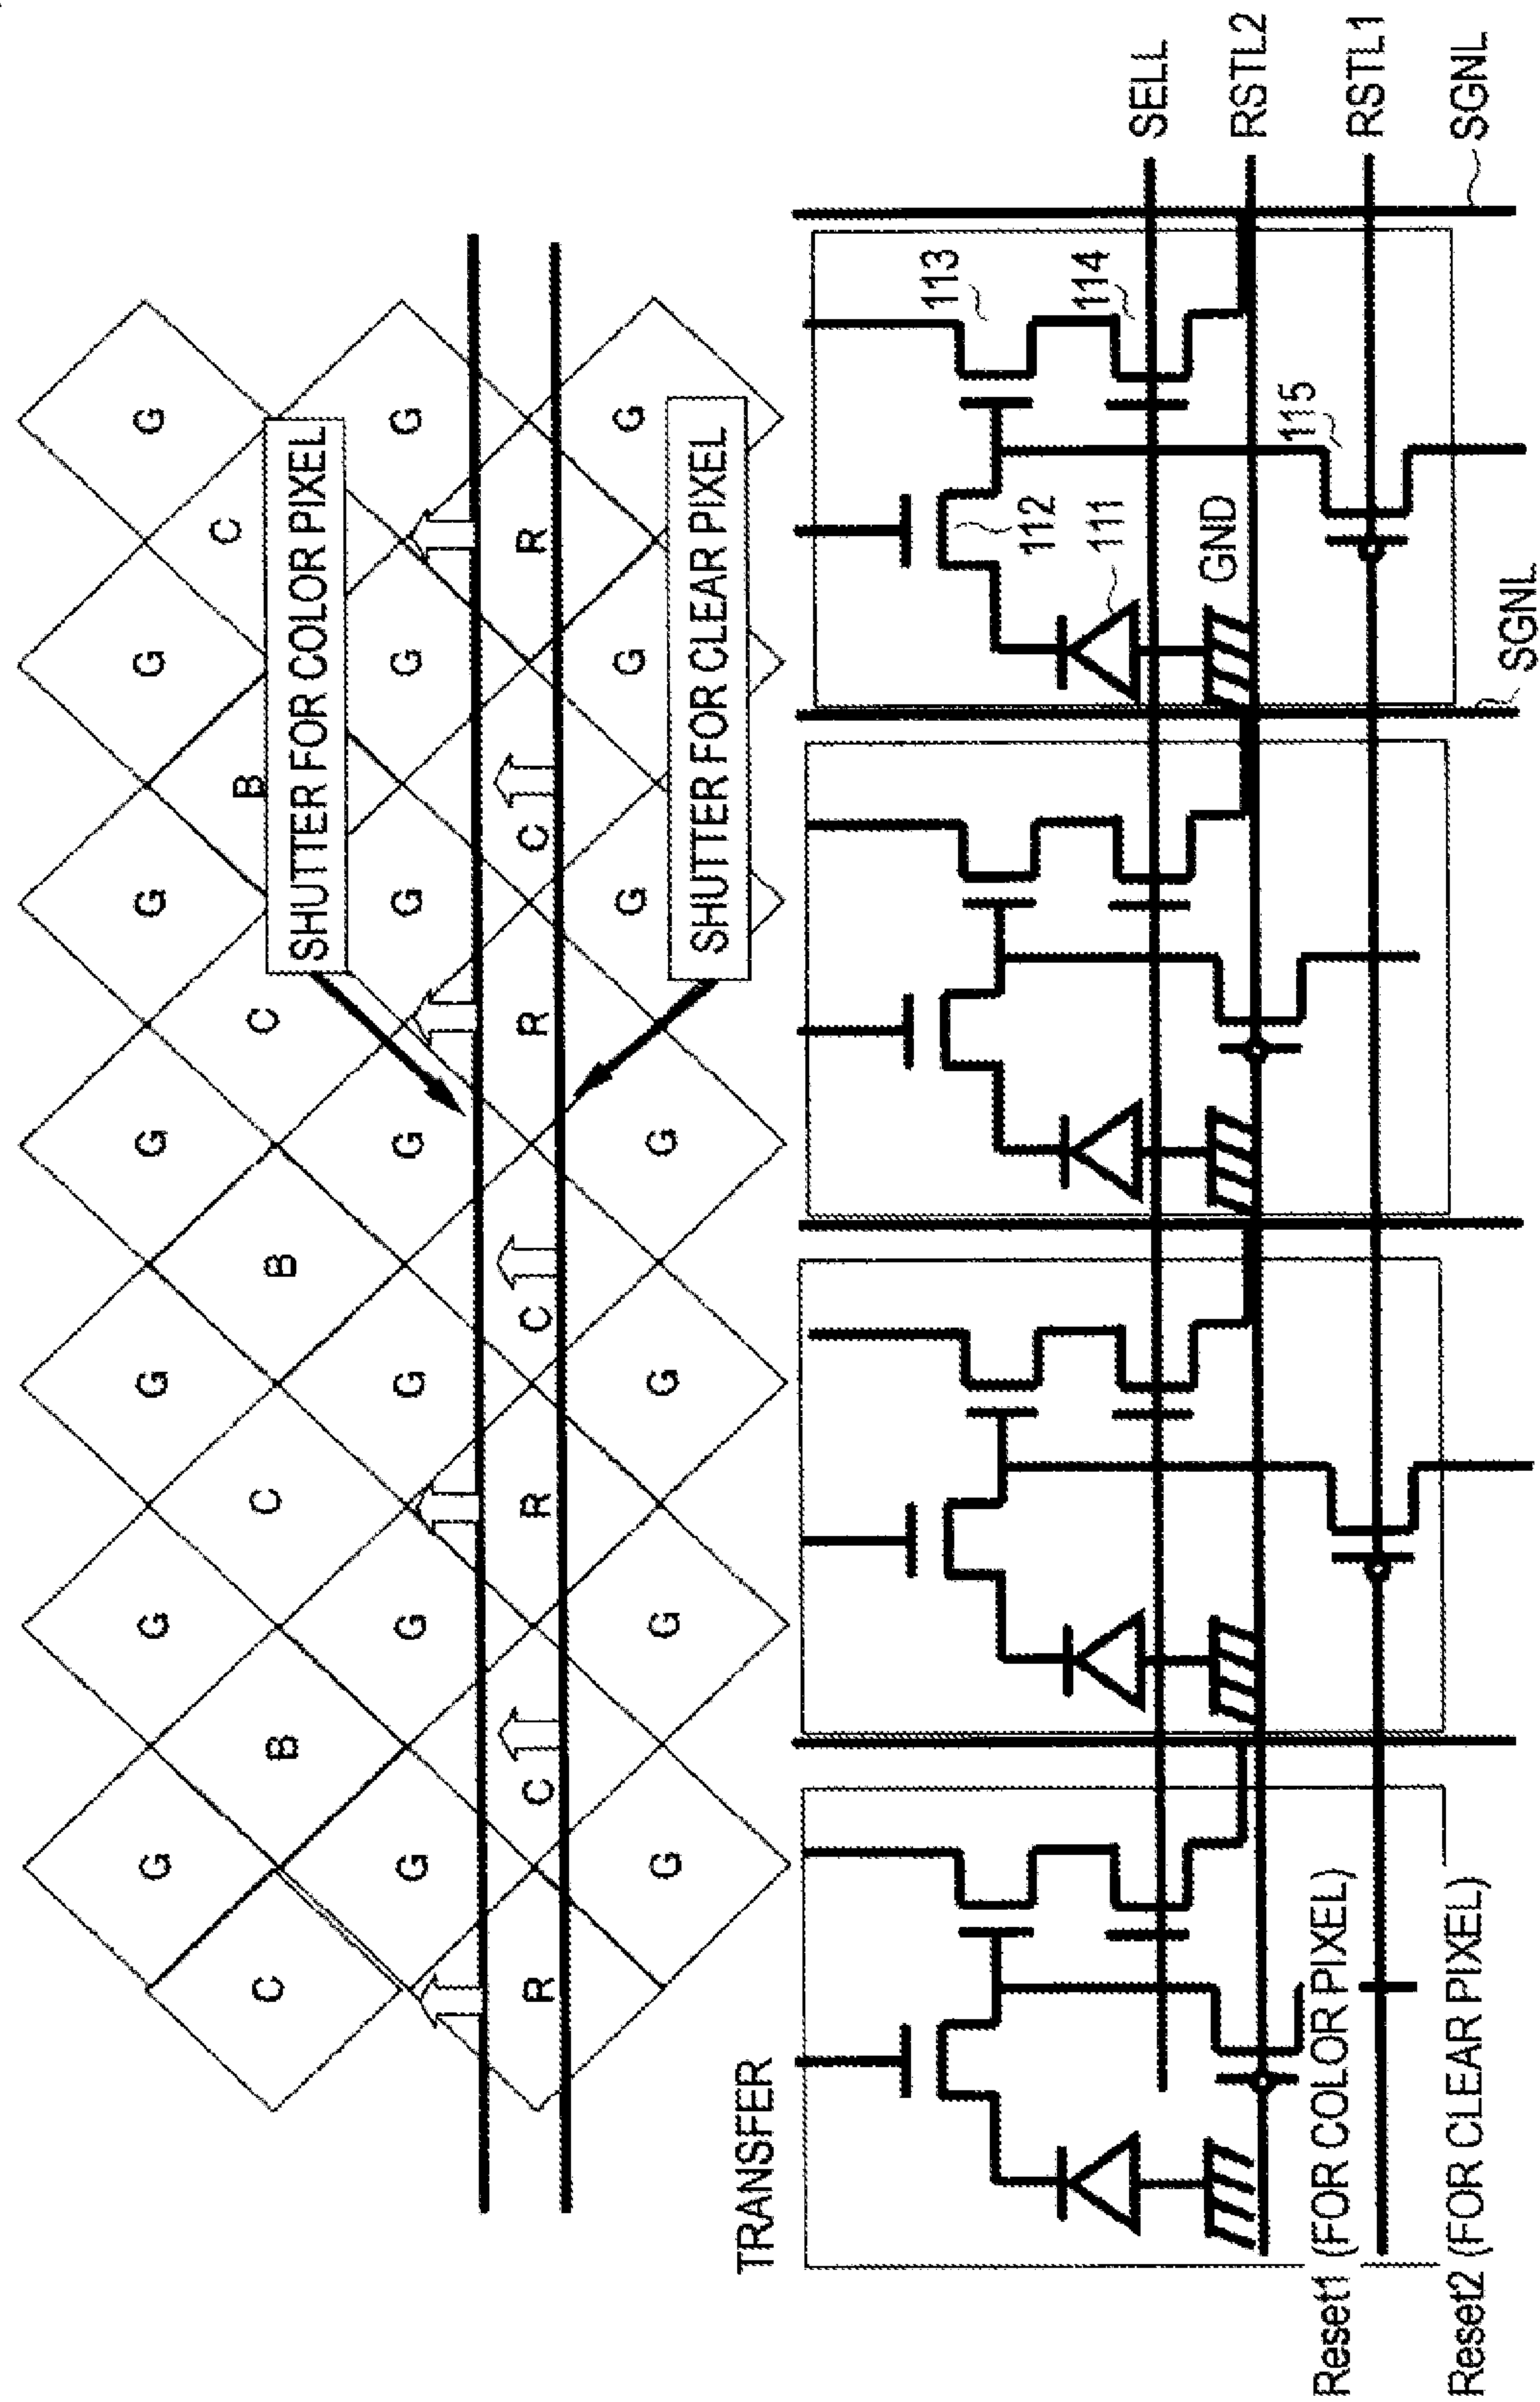 G G G G G G G
C B C B C B C
SHUTTER FOR COLOR PIXEL
G G G G G G G
R C R C R C R
G G G G G G G
SHUTTER FOR CLEAR PIXEL
TRANSFER
113
112
114
111
SELL
GND
RSTL2
115
Reset1 (FOR COLOR PIXEL)
RSTL1
Reset2 (FOR CLEAR PIXEL)
SGNL
SGNL